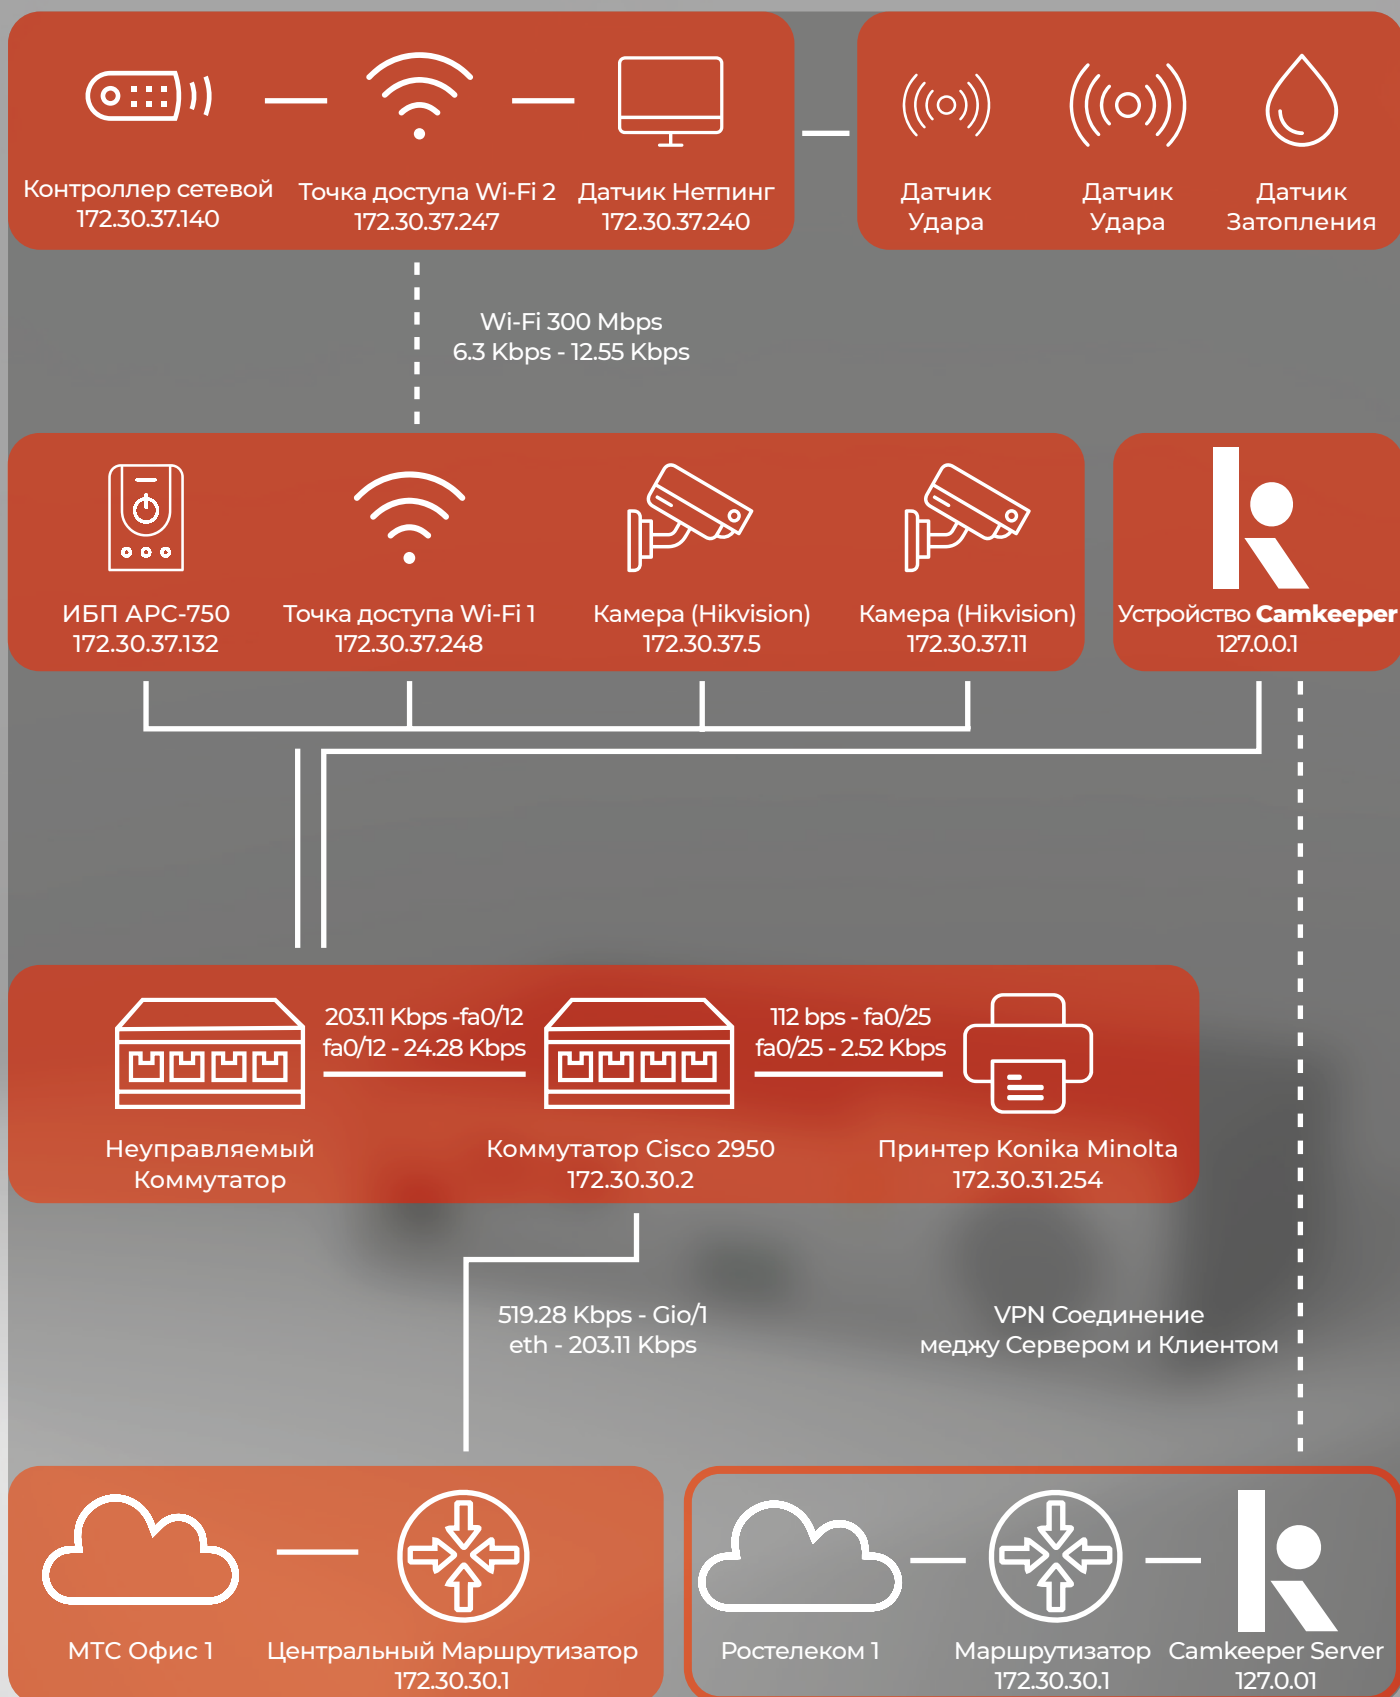 Контроллер сетевой
172.30.37.140
Точка доступа Wi-Fi 2
172.30.37.247
Датчик Нетпинг
172.30.37.240
Датчик
Удара
Датчик
Удара
Датчик
Затопления
Wi-Fi 300 Mbps
6.3 Kbps - 12.55 Kbps
ИБП APC-750
172.30.37.132
Точка доступа Wi-Fi 1
172.30.37.248
Камера (Hikvision)
172.30.37.5
Камера (Hikvision)
172.30.37.11
Устройство Camkeeper
127.0.0.1
203.11 Kbps -fa0/12
fa0/12 - 24.28 Kbps
112 bps - fa0/25
fa0/25 - 2.52 Kbps
Неуправляемый
Коммутатор
Коммутатор Cisco 2950
172.30.30.2
Принтер Konika Minolta
172.30.31.254
519.28 Kbps - Gio/1
eth - 203.11 Kbps
VPN Соединение
меджу Сервером и Клиентом
МТС Офис 1
Центральный Маршрутизатор
172.30.30.1
Ростелеком 1
Маршрутизатор
172.30.30.1
Camkeeper Server
127.0.01